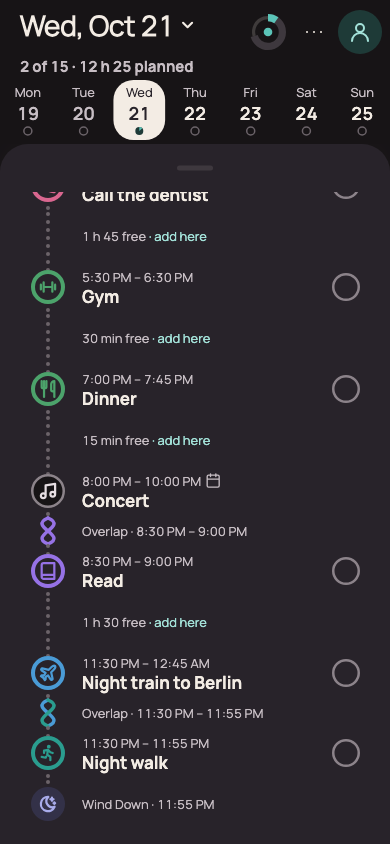 Wed, Oct 21
2 of 15 · 12 h 25 planned
Mon Tue Wed Thu Fri Sat Sun
19 20 21 22 23 24 25
Call the dentist
1 h 45 free · add here
5:30 PM – 6:30 PM
Gym
30 min free · add here
7:00 PM – 7:45 PM
Dinner
15 min free · add here
8:00 PM – 10:00 PM
Concert
Overlap · 8:30 PM – 9:00 PM
8:30 PM – 9:00 PM
Read
1 h 30 free · add here
11:30 PM – 12:45 AM
Night train to Berlin
Overlap · 11:30 PM – 11:55 PM
11:30 PM – 11:55 PM
Night walk
Wind Down · 11:55 PM